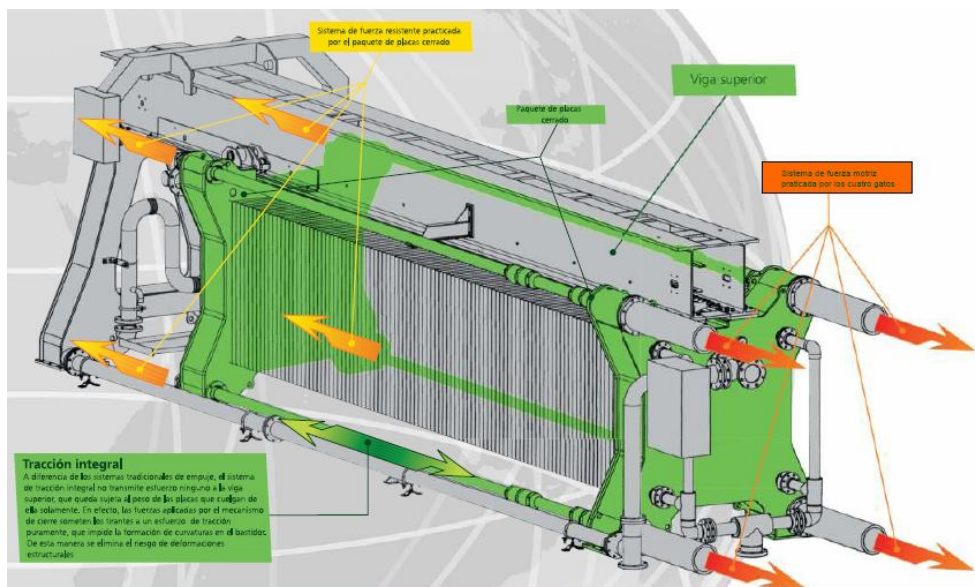 Sistema de fuerza resistente practicada
por el paquete de placas cerrado
Viga superior
Paquete de placas
cerrado
Sistema de fuerza motriz
praticada por los cuatro gatos
Tracción integral
A diferencia de los sistemas tradicionales de empuje, el sistema
de tracción integral no transmite esfuerzo ninguno a la viga
superior, que queda sujeta al peso de las placas que cuelgan de
ella solamente. En efecto, las fuerzas aplicadas por el mecanismo
de cierre someten los tirantes a un esfuerzo de tracción
puramente, que impide la formación de curvaturas en el bastidor.
De esta manera se elimina el riesgo de deformaciones
estructurales